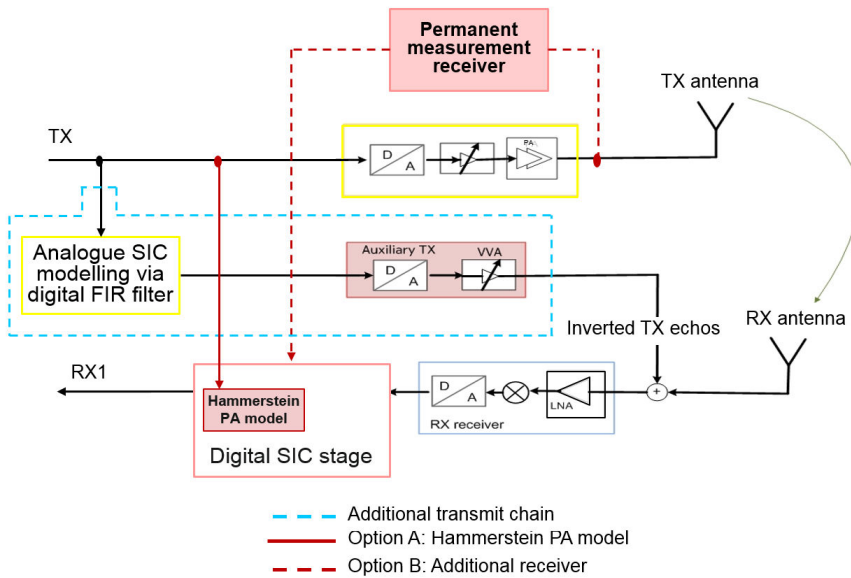 Permanent
measurement
receiver
TX antenna
TX
D
A
PA
Analogue SIC
modelling via
digital FIR filter
Auxiliary TX
VVA
D
A
Inverted TX echos
RX antenna
RX1
Hammerstein
PA model
Digital SIC stage
D
A
LNA
+
RX receiver
Additional transmit chain
Option A: Hammerstein PA model
Option B: Additional receiver